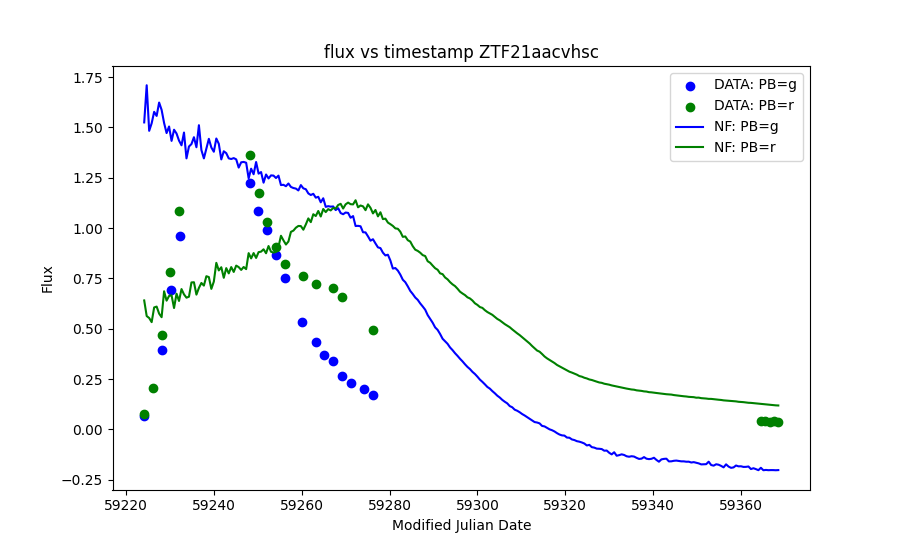 flux vs timestamp ZTF21aacvhsc
DATA: PB=g
DATA: PB=r
NF: PB=g
NF: PB=r
1.75
1.50
1.25
1.00
0.75
0.50
0.25
0.00
−0.25
Flux
59220 59240 59260 59280 59300 59320 59340 59360
Modified Julian Date